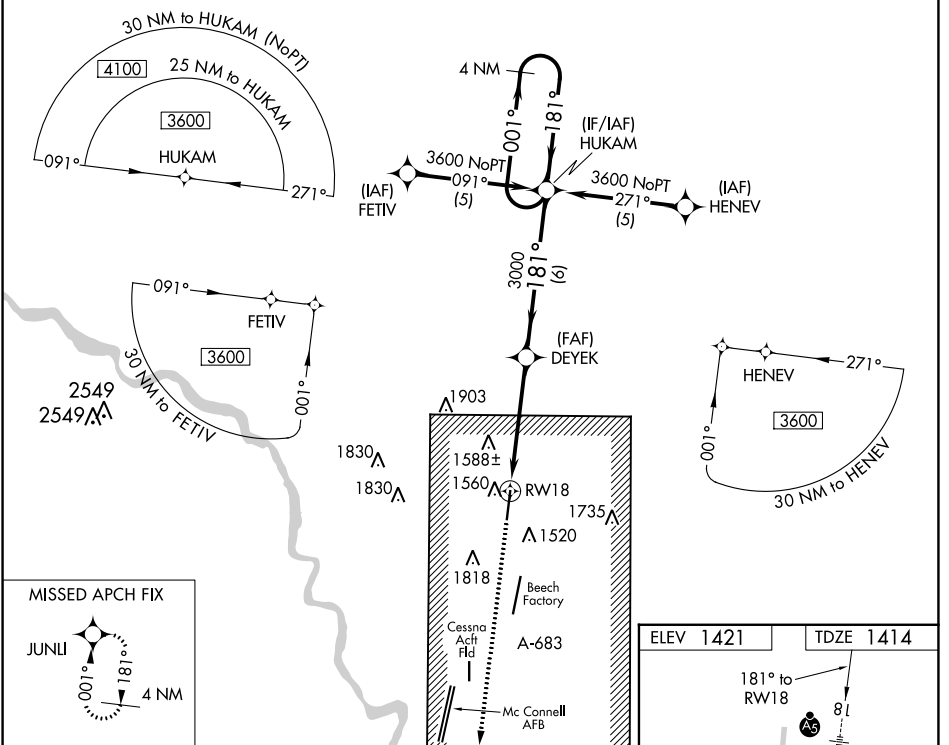 30 NM to HUKAM (NoPT)
4100
25 NM to HUKAM
3600
HUKAM
091°
271°
4 NM
001°
181°
(IF/IAF)
HUKAM
3600 NoPT
091°
(5)
(IAF)
FETIV
3600 NoPT
271°
(5)
(IAF)
HENEV
3000
181°
(6)
(FAF)
DEYEK
091°
FETIV
3600
001°
30 NM to FETIV
2549
2549
HENEV
271°
3600
001°
30 NM to HENEV
1903
1830
1588±
1830
1560
RW18
1735
1520
1818
Beech
Factory
Cessna
Acft
Fld
A-683
Mc Connell
AFB
MISSED APCH FIX
JUNLI
001°
181°
4 NM
ELEV 1421
TDZE 1414
181° to
RW18
18
A5